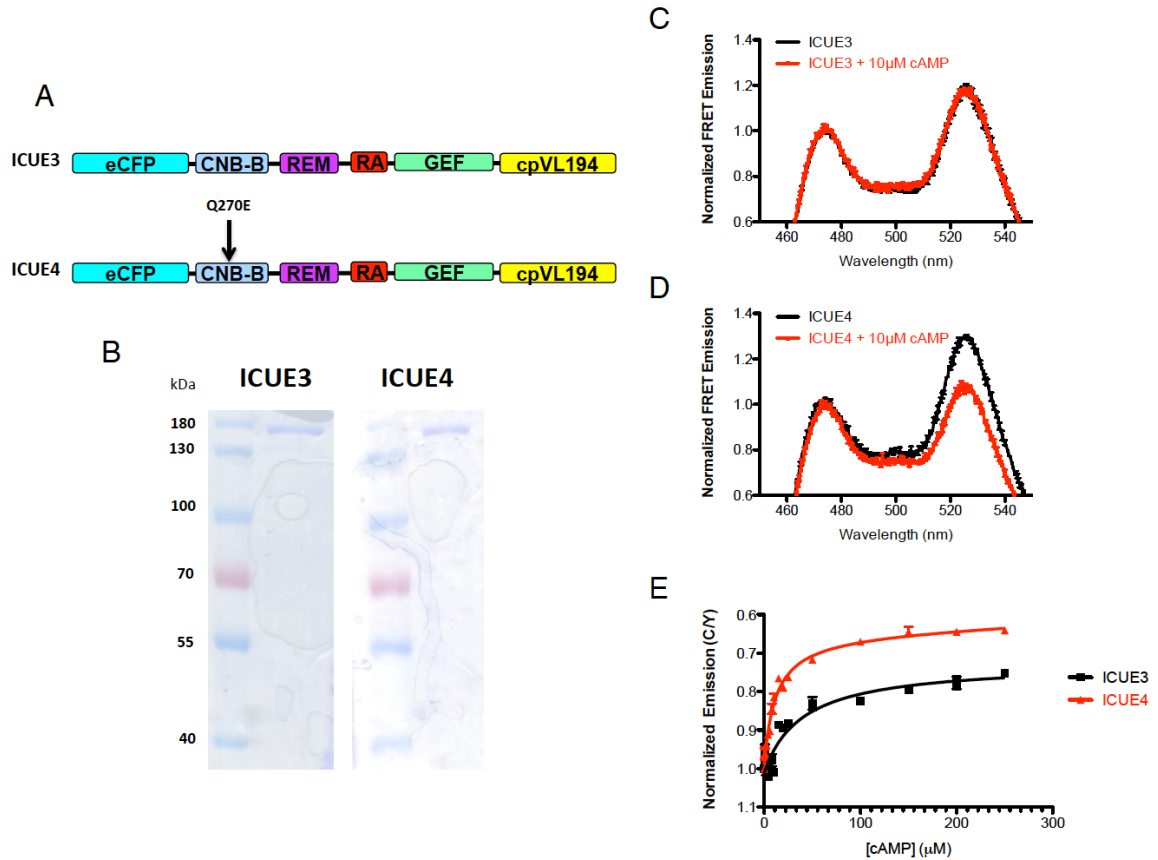 A
ICUE3
eCFP CNB-B REM RA GEF cpVL194
Q270E
ICUE4
eCFP CNB-B REM RA GEF cpVL194
B
kDa
ICUE3 ICUE4
180
130
100
70
55
40
C
ICUE3
ICUE3 + 10µM cAMP
Normalized FRET Emission
1.4
1.2
1.0
0.8
0.6
460 480 500 520 540
Wavelength (nm)
D
ICUE4
ICUE4 + 10µM cAMP
Normalized FRET Emission
1.4
1.2
1.0
0.8
0.6
460 480 500 520 540
Wavelength (nm)
E
Normalized Emission (C/Y)
0.6
0.7
0.8
0.9
1.0
1.1
0 100 200 300
[cAMP] (µM)
ICUE3
ICUE4